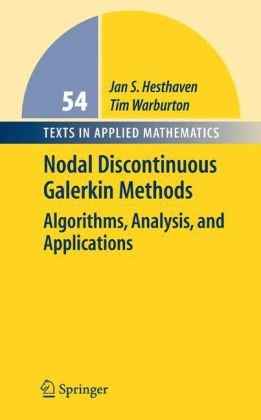 Jan S. Hesthaven
Tim Warburton
54
TEXTS IN APPLIED MATHEMATICS
Nodal Discontinuous
Galerkin Methods
Algorithms, Analysis, and
Applications
Springer